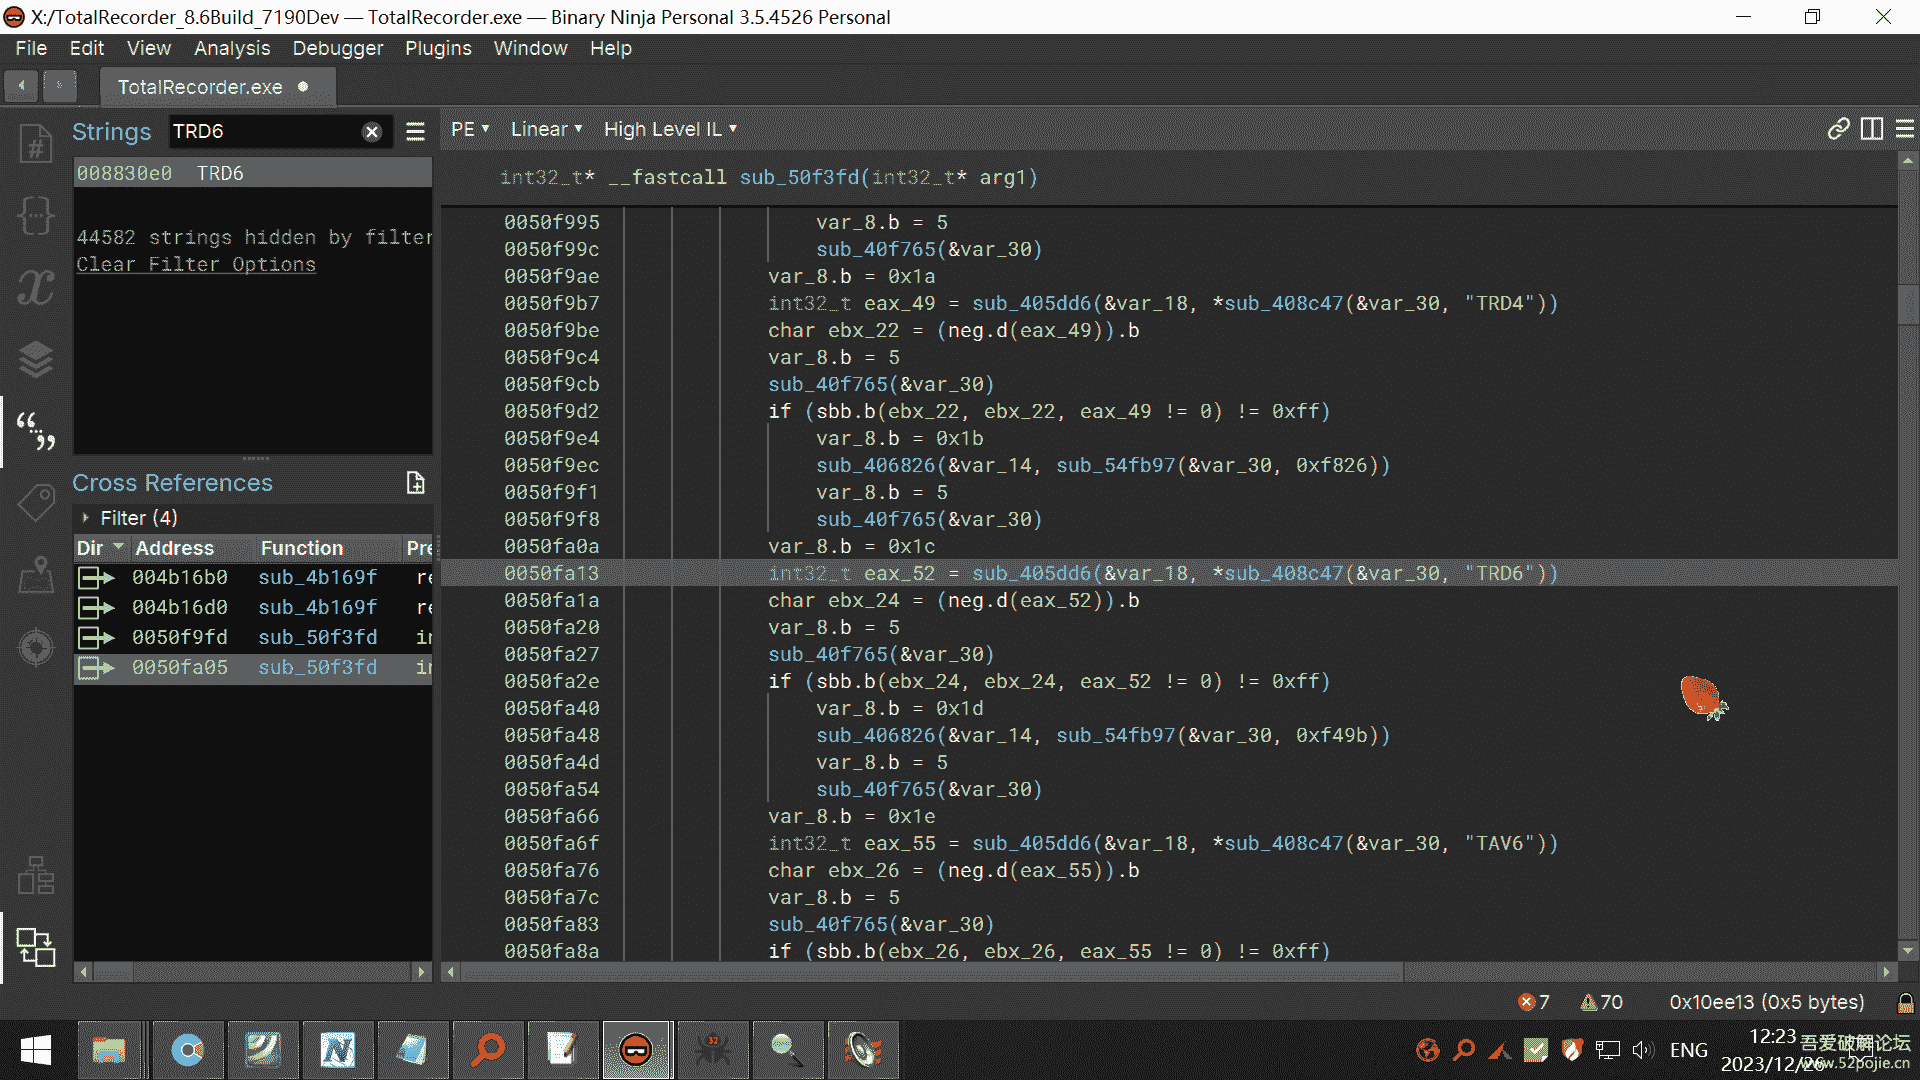 X:/TotalRecorder_8.6Build_7190Dev — TotalRecorder.exe — Binary Ninja Personal 3.5.4526 Personal
File Edit View Analysis Debugger Plugins Window Help
TotalRecorder.exe
Strings TRD6
PE Linear High Level IL
008830e0 TRD6
44582 strings hidden by filter
Clear Filter Options
Cross References
Filter (4)
Dir Address Function Pre
004b16b0 sub_4b169f re
004b16d0 sub_4b169f re
0050f9fd sub_50f3fd in
0050fa05 sub_50f3fd in
int32_t* __fastcall sub_50f3fd(int32_t* arg1)
0050f995 var_8.b = 5
0050f99c sub_40f765(&var_30)
0050f9ae var_8.b = 0x1a
0050f9b7 int32_t eax_49 = sub_405dd6(&var_18, *sub_408c47(&var_30, "TRD4"))
0050f9be char ebx_22 = (neg.d(eax_49)).b
0050f9c4 var_8.b = 5
0050f9cb sub_40f765(&var_30)
0050f9d2 if (sbb.b(ebx_22, ebx_22, eax_49 != 0) != 0xff)
0050f9e4 var_8.b = 0x1b
0050f9ec sub_406826(&var_14, sub_54fb97(&var_30, 0xf826))
0050f9f1 var_8.b = 5
0050f9f8 sub_40f765(&var_30)
0050fa0a var_8.b = 0x1c
0050fa13 int32_t eax_52 = sub_405dd6(&var_18, *sub_408c47(&var_30, "TRD6"))
0050fa1a char ebx_24 = (neg.d(eax_52)).b
0050fa20 var_8.b = 5
0050fa27 sub_40f765(&var_30)
0050fa2e if (sbb.b(ebx_24, ebx_24, eax_52 != 0) != 0xff)
0050fa40 var_8.b = 0x1d
0050fa48 sub_406826(&var_14, sub_54fb97(&var_30, 0xf49b))
0050fa4d var_8.b = 5
0050fa54 sub_40f765(&var_30)
0050fa66 var_8.b = 0x1e
0050fa6f int32_t eax_55 = sub_405dd6(&var_18, *sub_408c47(&var_30, "TAV6"))
0050fa76 char ebx_26 = (neg.d(eax_55)).b
0050fa7c var_8.b = 5
0050fa83 sub_40f765(&var_30)
0050fa8a if (sbb.b(ebx_26, ebx_26, eax_55 != 0) != 0xff)
7 70 0x10ee13 (0x5 bytes)
ENG 12:23
2023/12/26
吾爱破解论坛
www.52pojie.cn